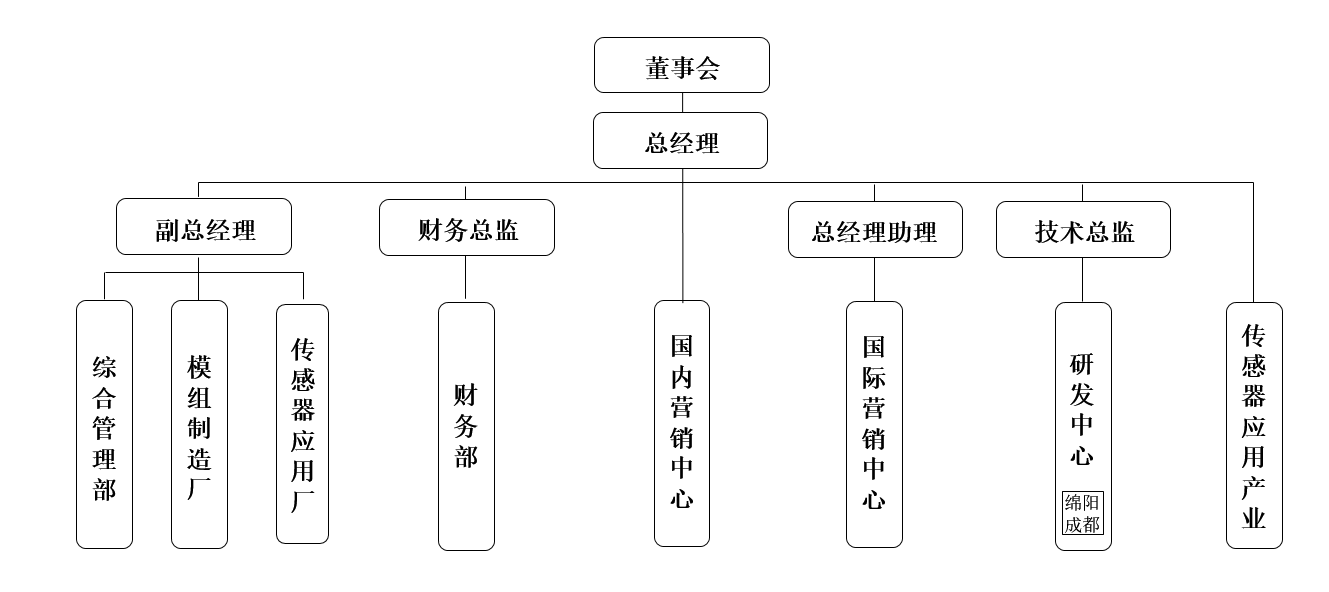 董事会
总经理
副总经理
财务总监
总经理助理
技术总监
综合管理部
模组制造厂
传感器应用厂
财务部
国内营销中心
国际营销中心
研发中心
绵阳
成都
传感器应用产业